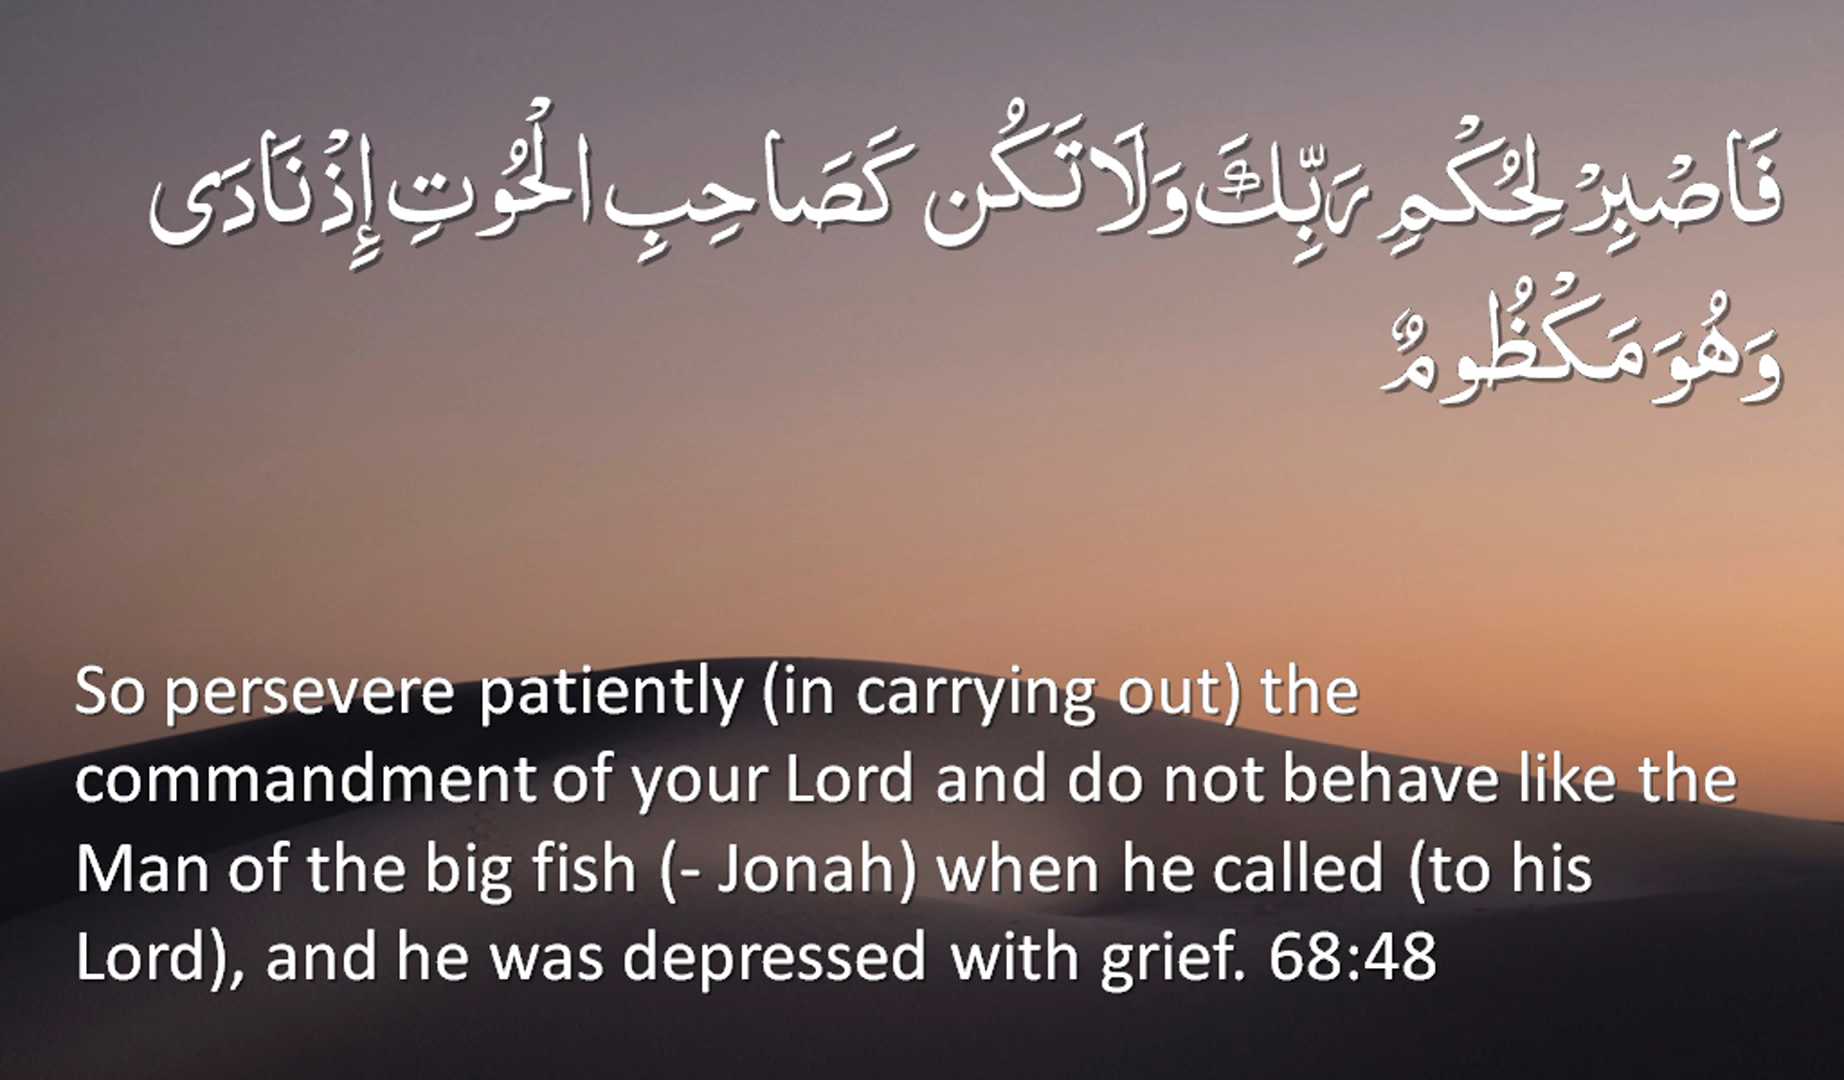 فَاصْبِرْ لِحُكْمِ رَبِّكَ وَلَا تَكُن كَصَاحِبِ الْحُوتِ إِذْ نَادَى
وَهُوَ مَكْظُومٌ
So persevere patiently (in carrying out) the
commandment of your Lord and do not behave like the
Man of the big fish (- Jonah) when he called (to his
Lord), and he was depressed with grief. 68:48